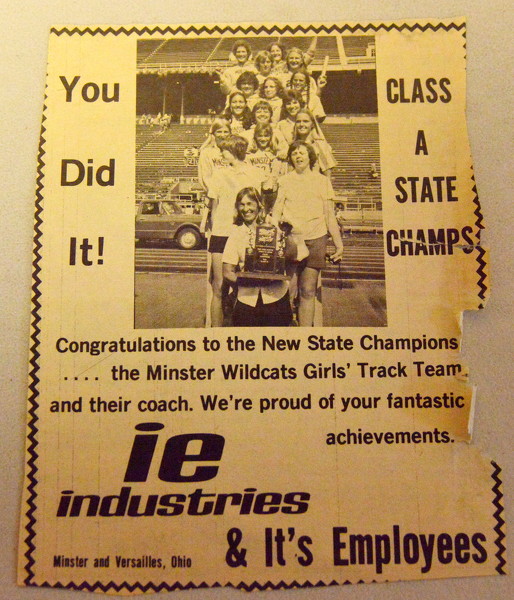 You
Did
It!
CLASS
A
STATE
CHAMPS
MINSTER
Congratulations to the New State Champions
.... the Minster Wildcats Girls' Track Team
and their coach. We're proud of your fantastic
achievements.
ie
industries
& It's Employees
Minster and Versailles, Ohio